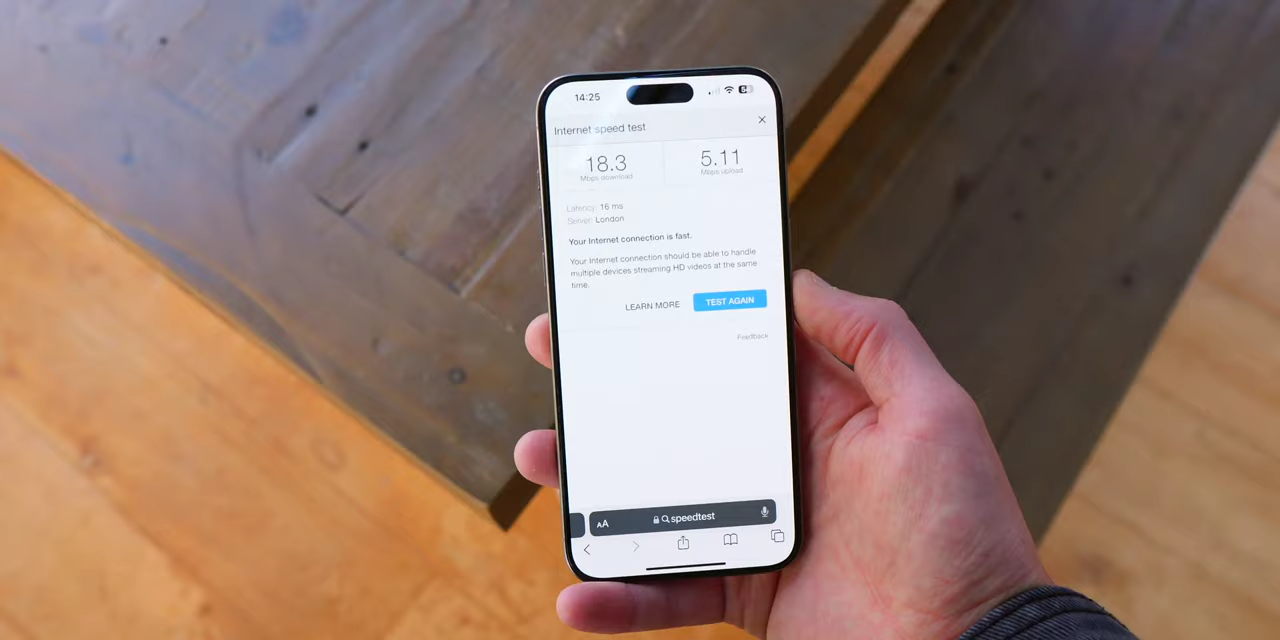 14:25
Internet speed test
18.3
Mbps download
5.11
Mbps upload
Latency: 16 ms
Server: London
Your Internet connection is fast.
Your Internet connection should be able to handle
multiple devices streaming HD videos at the same
time.
LEARN MORE
TEST AGAIN
Feedback
AA
speedtest